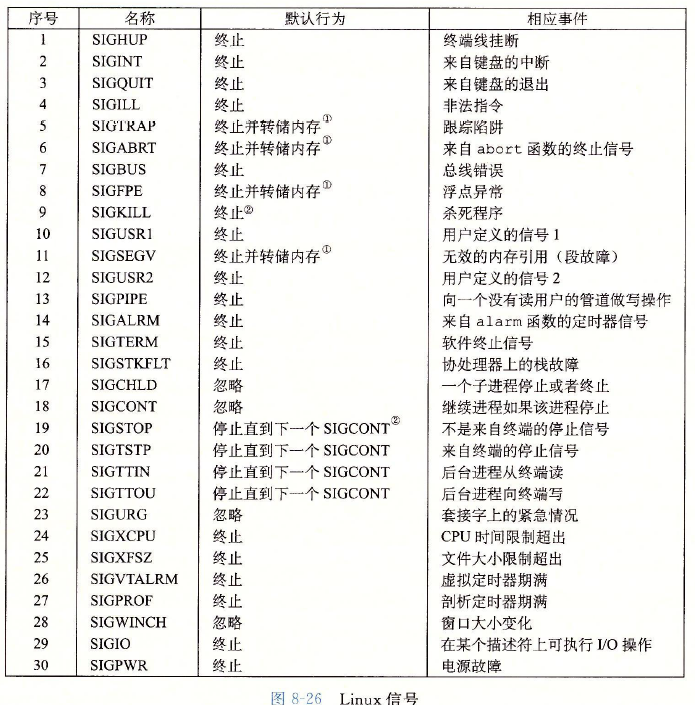 序号 名称 默认行为 相应事件
1 SIGHUP 终止 终端线挂断
2 SIGINT 终止 来自键盘的中断
3 SIGQUIT 终止 来自键盘的退出
4 SIGILL 终止 非法指令
5 SIGTRAP 终止并转储内存① 跟踪陷阱
6 SIGABRT 终止并转储内存① 来自 abort 函数的终止信号
7 SIGBUS 终止 总线错误
8 SIGFPE 终止并转储内存① 浮点异常
9 SIGKILL 终止② 杀死程序
10 SIGUSR1 终止 用户定义的信号 1
11 SIGSEGV 终止并转储内存① 无效的内存引用（段故障）
12 SIGUSR2 终止 用户定义的信号 2
13 SIGPIPE 终止 向一个没有读用户的管道做写操作
14 SIGALRM 终止 来自 alarm 函数的定时器信号
15 SIGTERM 终止 软件终止信号
16 SIGSTKFLT 终止 协处理器上的栈故障
17 SIGCHLD 忽略 一个子进程停止或者终止
18 SIGCONT 忽略 继续进程如果该进程停止
19 SIGSTOP 停止直到下一个 SIGCONT② 不是来自终端的停止信号
20 SIGTSTP 停止直到下一个 SIGCONT 来自终端的停止信号
21 SIGTTIN 停止直到下一个 SIGCONT 后台进程从终端读
22 SIGTTOU 停止直到下一个 SIGCONT 后台进程向终端写
23 SIGURG 忽略 套接字上的紧急情况
24 SIGXCPU 终止 CPU 时间限制超出
25 SIGXFSZ 终止 文件大小限制超出
26 SIGVTALRM 终止 虚拟定时器期满
27 SIGPROF 终止 剖析定时器期满
28 SIGWINCH 忽略 窗口大小变化
29 SIGIO 终止 在某个描述符上可执行 I/O 操作
30 SIGPWR 终止 电源故障
图 8-26 Linux 信号